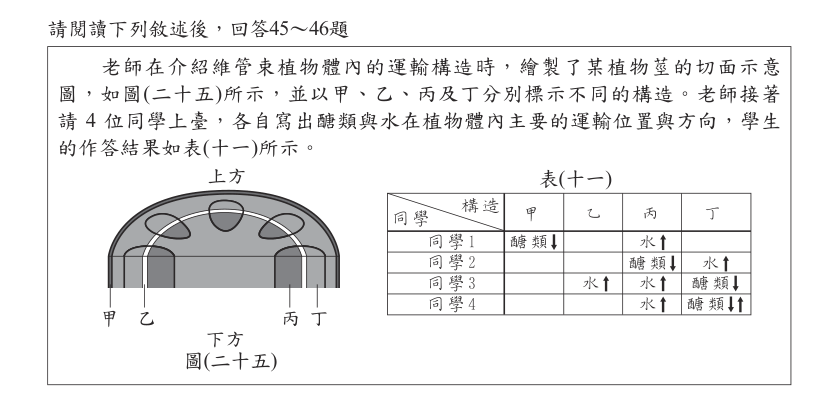 請閱讀下列敘述後，回答45～46題
老師在介紹維管束植物體內的運輸構造時，繪製了某植物莖的切面示意
圖，如圖(二十五)所示，並以甲、乙、丙及丁分別標示不同的構造。老師接著
請 4 位同學上臺，各自寫出醣類與水在植物體內主要的運輸位置與方向，學生
的作答結果如表(十一)所示。
上方
甲 乙 丙 丁
下方
圖(二十五)
表(十一)
同學 構造 甲 乙 丙 丁
同學1 醣類⬇ 水⬆
同學2 醣類⬇ 水⬆
同學3 水⬆ 水⬆ 醣類⬇
同學4 水⬆ 醣類⬇⬆